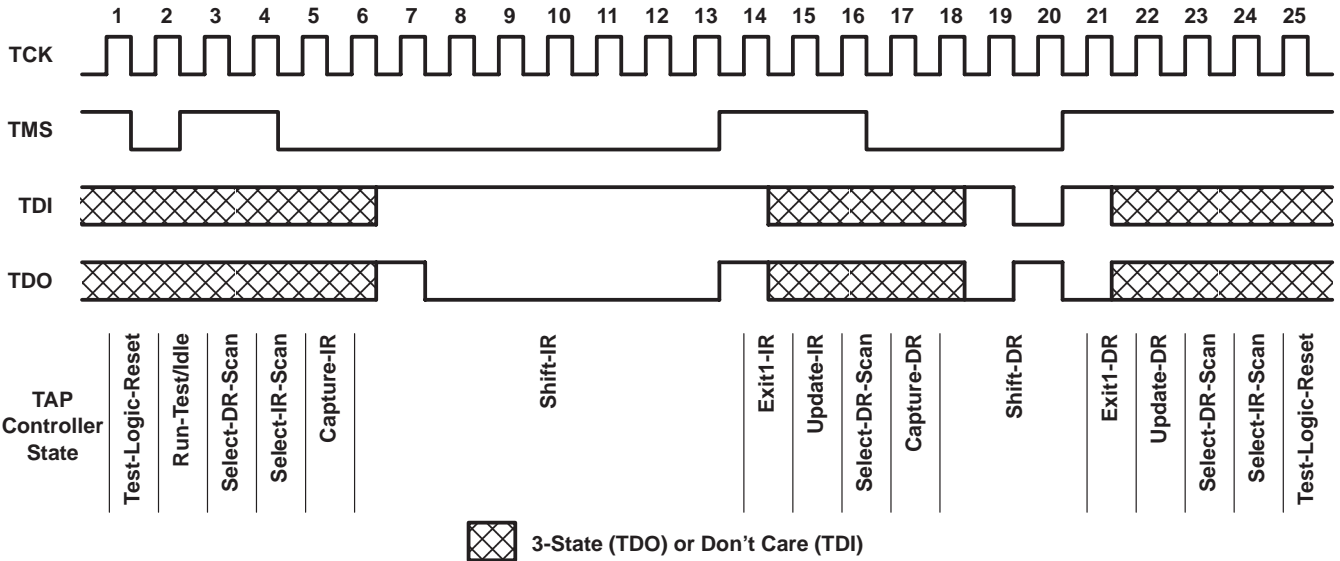 1 2 3 4 5 6 7 8 9 10 11 12 13 14 15 16 17 18 19 20 21 22 23 24 25
TCK
TMS
TDI
TDO
TAP
Controller
State
Test-Logic-Reset
Run-Test/Idle
Select-DR-Scan
Select-IR-Scan
Capture-IR
Shift-IR
Exit1-IR
Update-IR
Select-DR-Scan
Capture-DR
Shift-DR
Exit1-DR
Update-DR
Select-DR-Scan
Select-IR-Scan
Test-Logic-Reset
3-State (TDO) or Don’t Care (TDI)